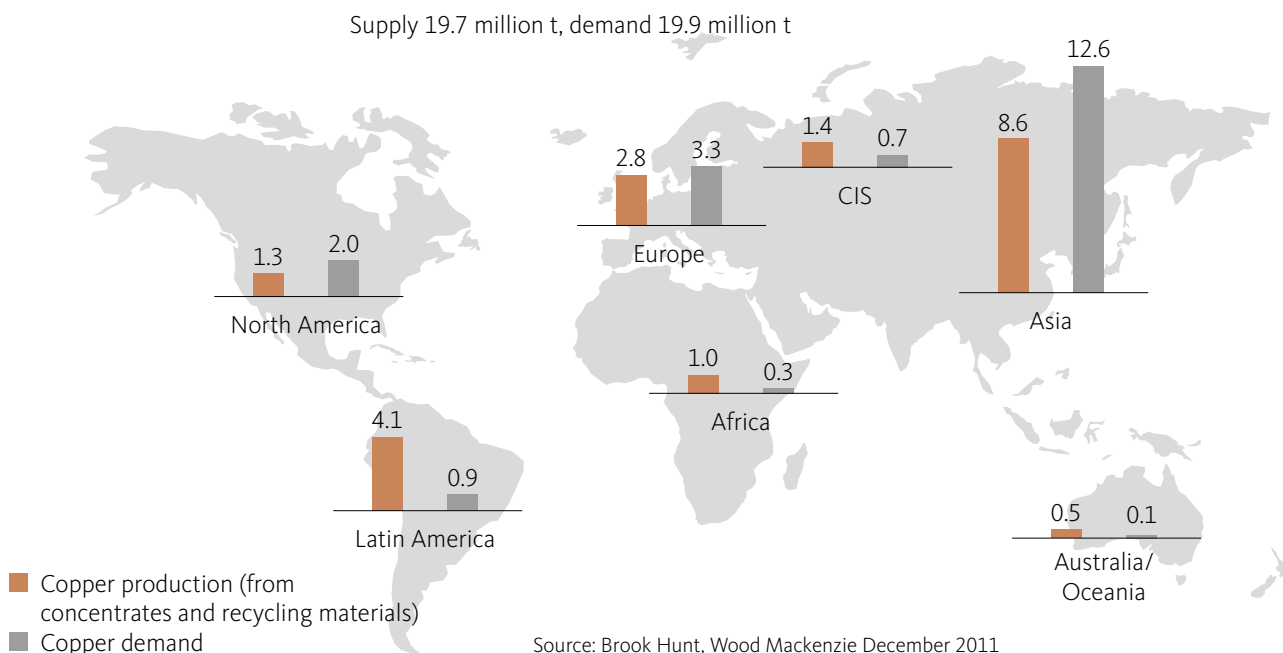 Supply 19.7 million t, demand 19.9 million t
12.6
8.6
Asia
1.4
0.7
CIS
2.8
3.3
Europe
1.3
2.0
North America
1.0
0.3
Africa
4.1
0.9
Latin America
0.5
0.1
Australia/
Oceania
Copper production (from
concentrates and recycling materials)
Copper demand
Source: Brook Hunt, Wood Mackenzie December 2011